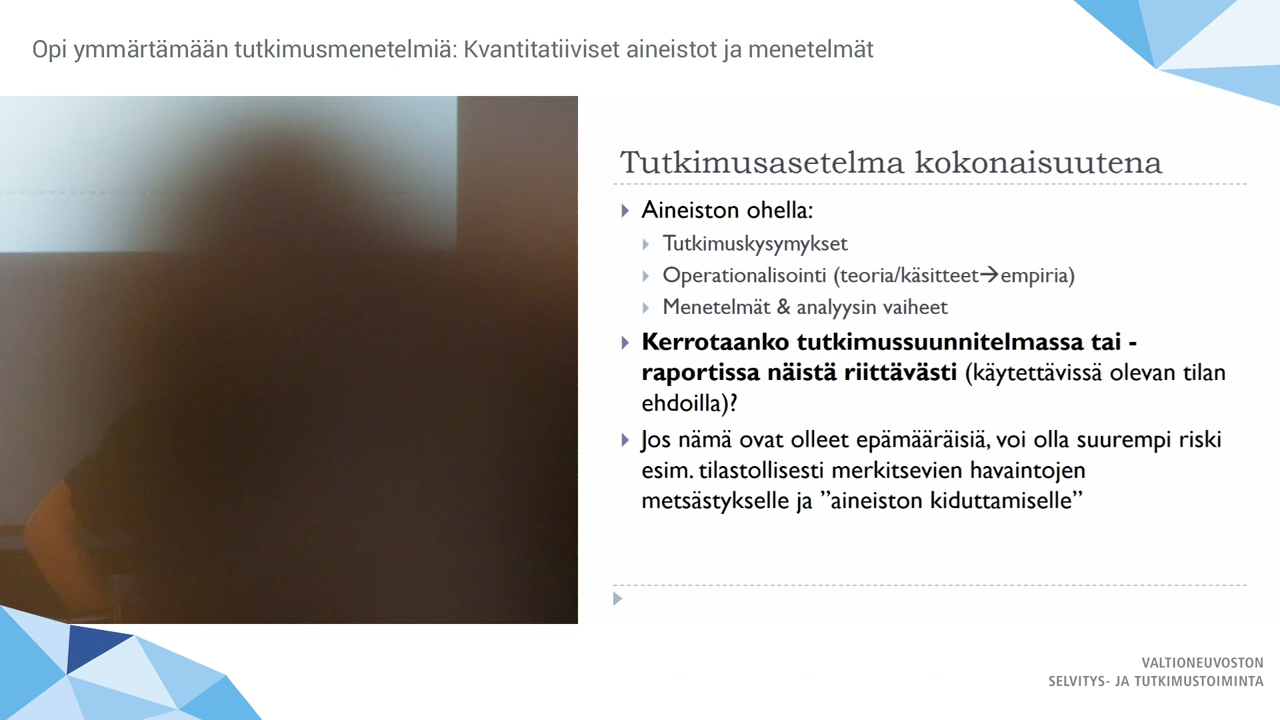 Opi ymmärtämään tutkimusmenetelmiä: Kvantitatiiviset aineistot ja menetelmät
Tutkimusasetelma kokonaisuutena
Aineiston ohella:
Tutkimuskysymykset
Operationalisointi (teoria/käsitteet→empiria)
Menetelmät & analyysin vaiheet
Kerrotaanko tutkimussuunnitelmassa tai -
raportissa näistä riittävästi (käytettävissä olevan tilan
ehdoilla)?
Jos nämä ovat olleet epämääräisiä, voi olla suurempi riski
esim. tilastollisesti merkitsevien havaintojen
metsästykselle ja ”aineiston kiduttamiselle”
VALTIONEUVOSTON
SELVITYS- JA TUTKIMUSTOIMINTA